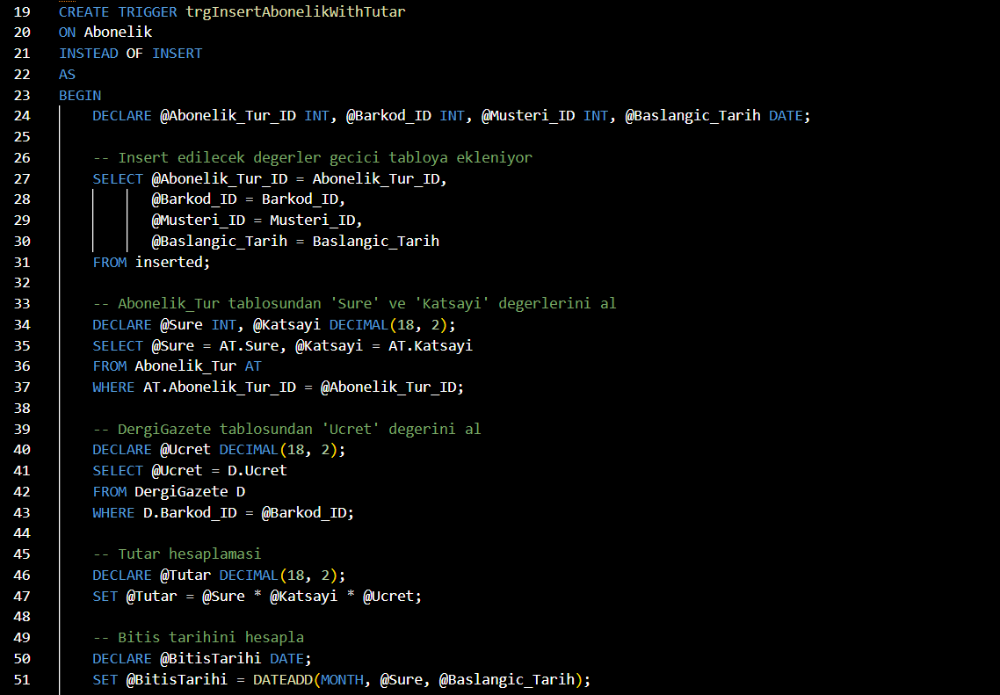 19 CREATE TRIGGER trgInsertAbonelikWithTutar
20 ON Abonelik
21 INSTEAD OF INSERT
22 AS
23 BEGIN
24 DECLARE @Abonelik_Tur_ID INT, @Barkod_ID INT, @Musteri_ID INT, @Baslangic_Tarih DATE;
25
26 -- Insert edilecek degerler gecici tabloya ekleniyor
27 SELECT @Abonelik_Tur_ID = Abonelik_Tur_ID,
28 @Barkod_ID = Barkod_ID,
29 @Musteri_ID = Musteri_ID,
30 @Baslangic_Tarih = Baslangic_Tarih
31 FROM inserted;
32
33 -- Abonelik_Tur tablosundan 'Sure' ve 'Katsayi' degerlerini al
34 DECLARE @Sure INT, @Katsayi DECIMAL(18, 2);
35 SELECT @Sure = AT.Sure, @Katsayi = AT.Katsayi
36 FROM Abonelik_Tur AT
37 WHERE AT.Abonelik_Tur_ID = @Abonelik_Tur_ID;
38
39 -- DergiGazete tablosundan 'Ucret' degerini al
40 DECLARE @Ucret DECIMAL(18, 2);
41 SELECT @Ucret = D.Ucret
42 FROM DergiGazete D
43 WHERE D.Barkod_ID = @Barkod_ID;
44
45 -- Tutar hesaplamasi
46 DECLARE @Tutar DECIMAL(18, 2);
47 SET @Tutar = @Sure * @Katsayi * @Ucret;
48
49 -- Bitis tarihini hesapla
50 DECLARE @BitisTarihi DATE;
51 SET @BitisTarihi = DATEADD(MONTH, @Sure, @Baslangic_Tarih);